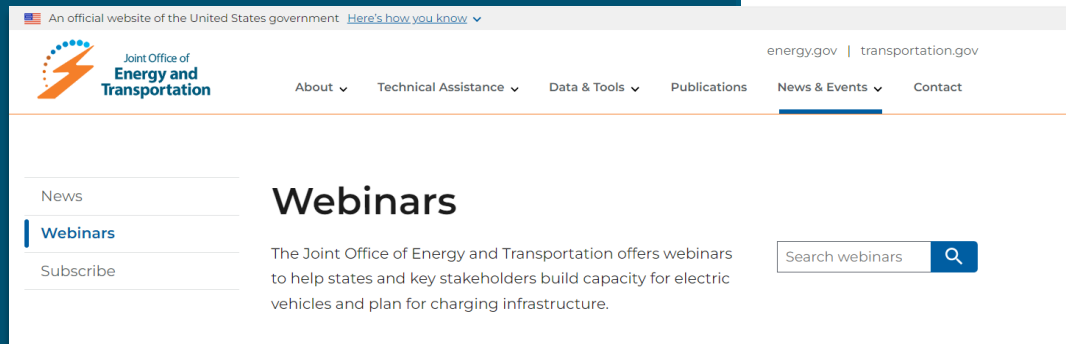 An official website of the United States government Here's how you know
Joint Office of
Energy and
Transportation
energy.gov | transportation.gov
About Technical Assistance Data & Tools Publications News & Events Contact
News
Webinars
Subscribe
Webinars
The Joint Office of Energy and Transportation offers webinars
to help states and key stakeholders build capacity for electric
vehicles and plan for charging infrastructure.
Search webinars